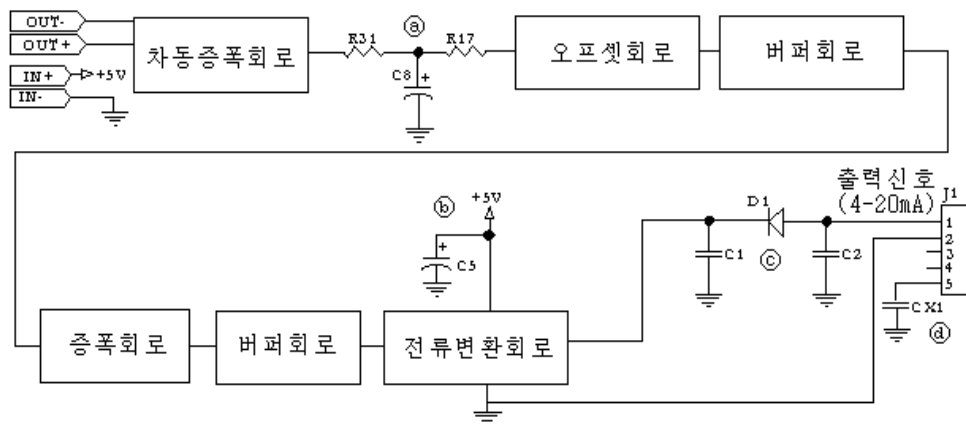 OUT-
OUT+
IN+
+5V
IN-
차동증폭회로
R31
ⓐ
R17
C8
+
오프셋회로
버퍼회로
ⓑ
+5V
+
C5
증폭회로
버퍼회로
전류변환회로
C1
D1
ⓒ
C2
출력신호
(4-20mA)
J1
1
2
3
4
5
CX1
ⓓ